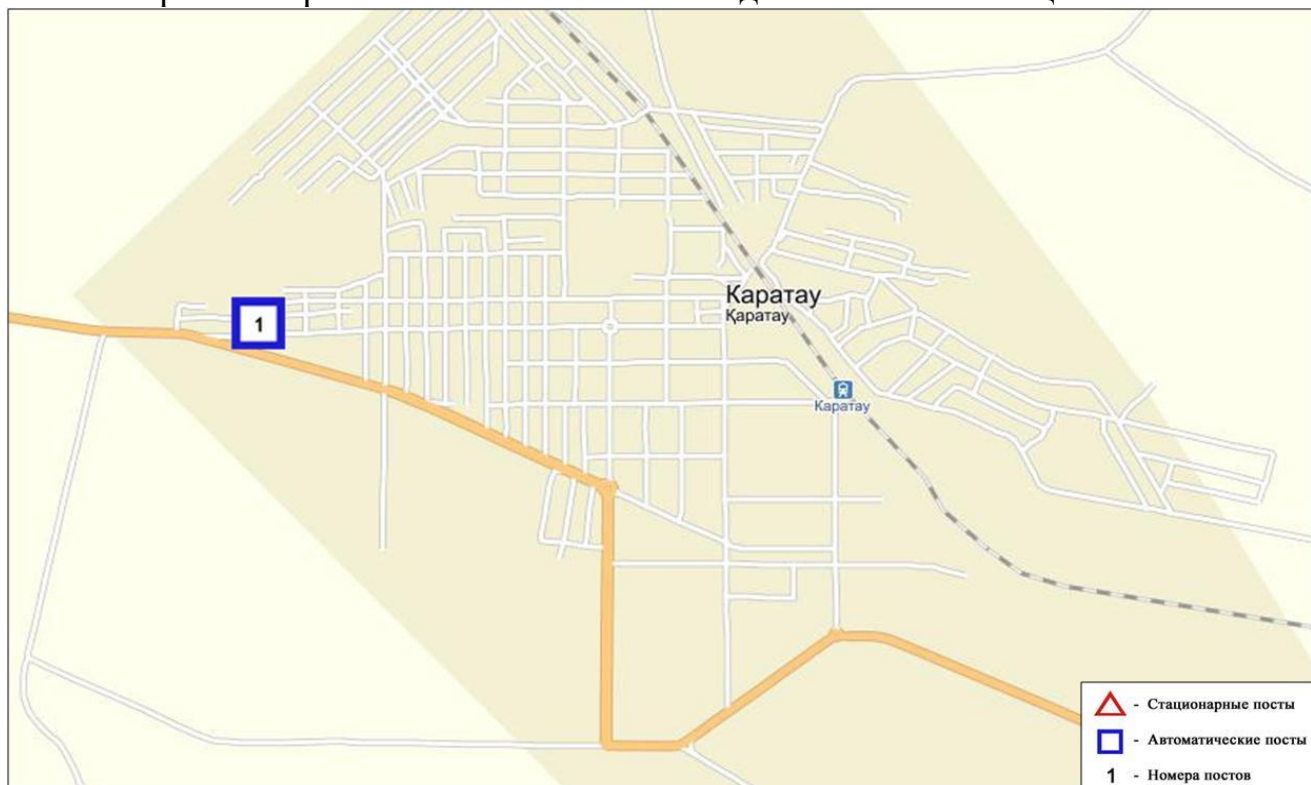 Каратау
Қаратау
Каратау
1
- Стационарные посты
- Автоматические посты
1 - Номера постов